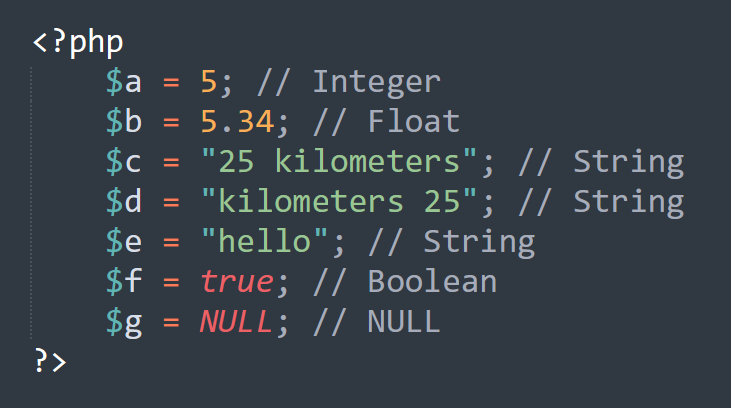 <?php
$a = 5; // Integer
$b = 5.34; // Float
$c = "25 kilometers"; // String
$d = "kilometers 25"; // String
$e = "hello"; // String
$f = true; // Boolean
$g = NULL; // NULL
?>